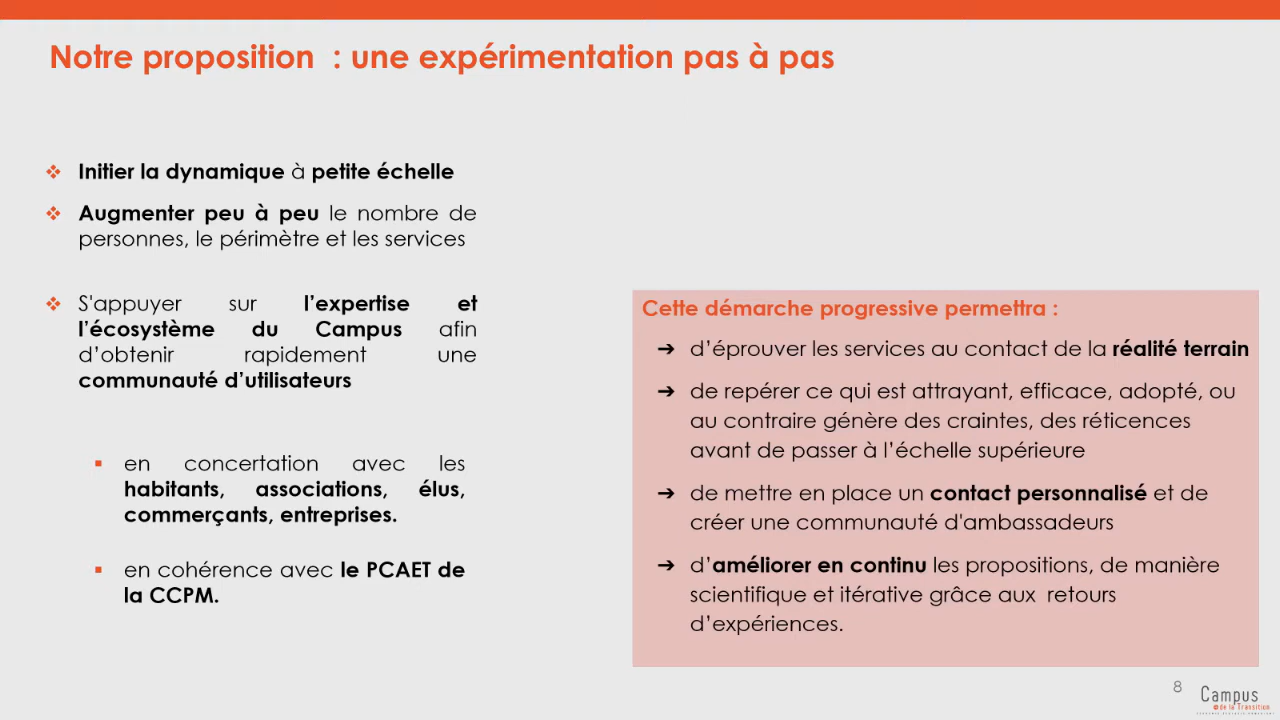 Notre proposition : une expérimentation pas à pas
Initier la dynamique à petite échelle
Augmenter peu à peu le nombre de
personnes, le périmètre et les services
S'appuyer sur l’expertise et
l’écosystème du Campus afin
d’obtenir rapidement une
communauté d’utilisateurs
en concertation avec les
habitants, associations, élus,
commerçants, entreprises.
en cohérence avec le PCAET de
la CCPM.
Cette démarche progressive permettra :
➔ d’éprouver les services au contact de la réalité terrain
➔ de repérer ce qui est attrayant, efficace, adopté, ou
au contraire génère des craintes, des réticences
avant de passer à l’échelle supérieure
➔ de mettre en place un contact personnalisé et de
créer une communauté d'ambassadeurs
➔ d’améliorer en continu les propositions, de manière
scientifique et itérative grâce aux retours
d’expériences.
8
Campus
de la Transition